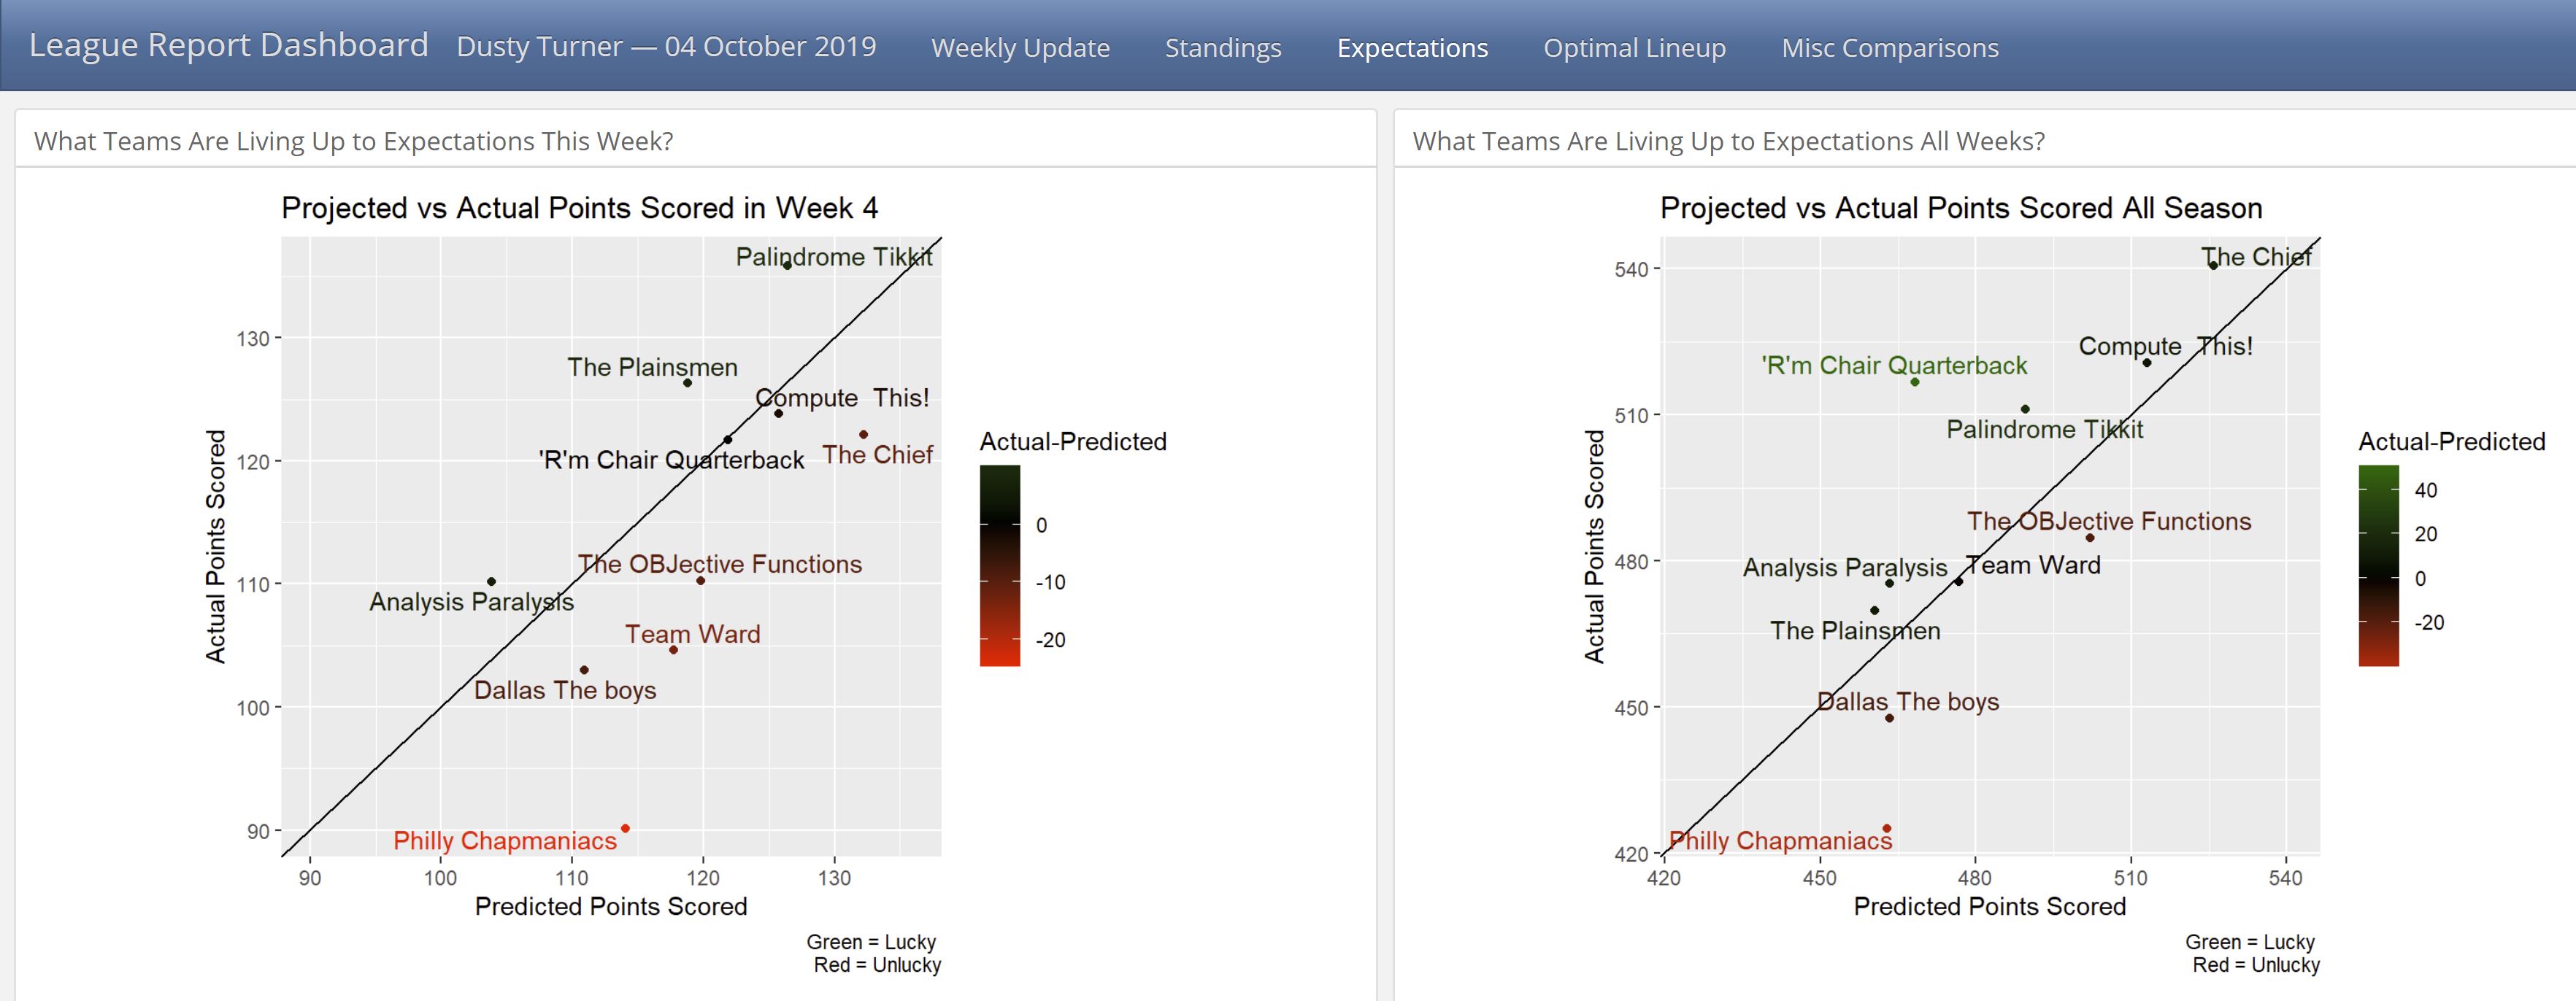 League Report Dashboard Dusty Turner — 04 October 2019 Weekly Update Standings Expectations Optimal Lineup Misc Comparisons
What Teams Are Living Up to Expectations This Week?
Projected vs Actual Points Scored in Week 4
Palindrome Tikkit
130
The Plainsmen
Compute  This!
120
'R'm Chair Quarterback
The Chief
Actual Points Scored
The OBJective Functions
110
Analysis Paralysis
Team Ward
Dallas The boys
100
90
Philly Chapmaniacs
90 100 110 120 130
Predicted Points Scored
Green = Lucky
Red = Unlucky
Actual-Predicted
0
-10
-20
What Teams Are Living Up to Expectations All Weeks?
Projected vs Actual Points Scored All Season
The Chief
540
Compute  This!
'R'm Chair Quarterback
510
Palindrome Tikkit
Actual Points Scored
The OBJective Functions
480
Analysis Paralysis
Team Ward
The Plainsmen
Dallas The boys
450
Philly Chapmaniacs
420
420 450 480 510 540
Predicted Points Scored
Green = Lucky
Red = Unlucky
Actual-Predicted
40
20
0
-20